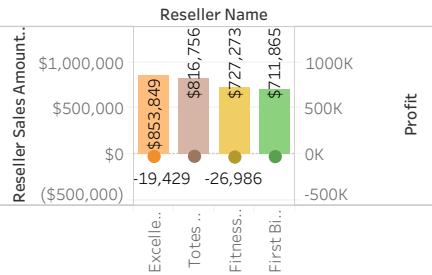 Reseller Name
Reseller Sales Amount..
$1,000,000
$500,000
$0
($500,000)
$853,849
$816,756
$727,273
$711,865
-19,429
-26,986
1000K
500K
0K
-500K
Profit
Excelle..
Totes ..
Fitness..
First Bi..